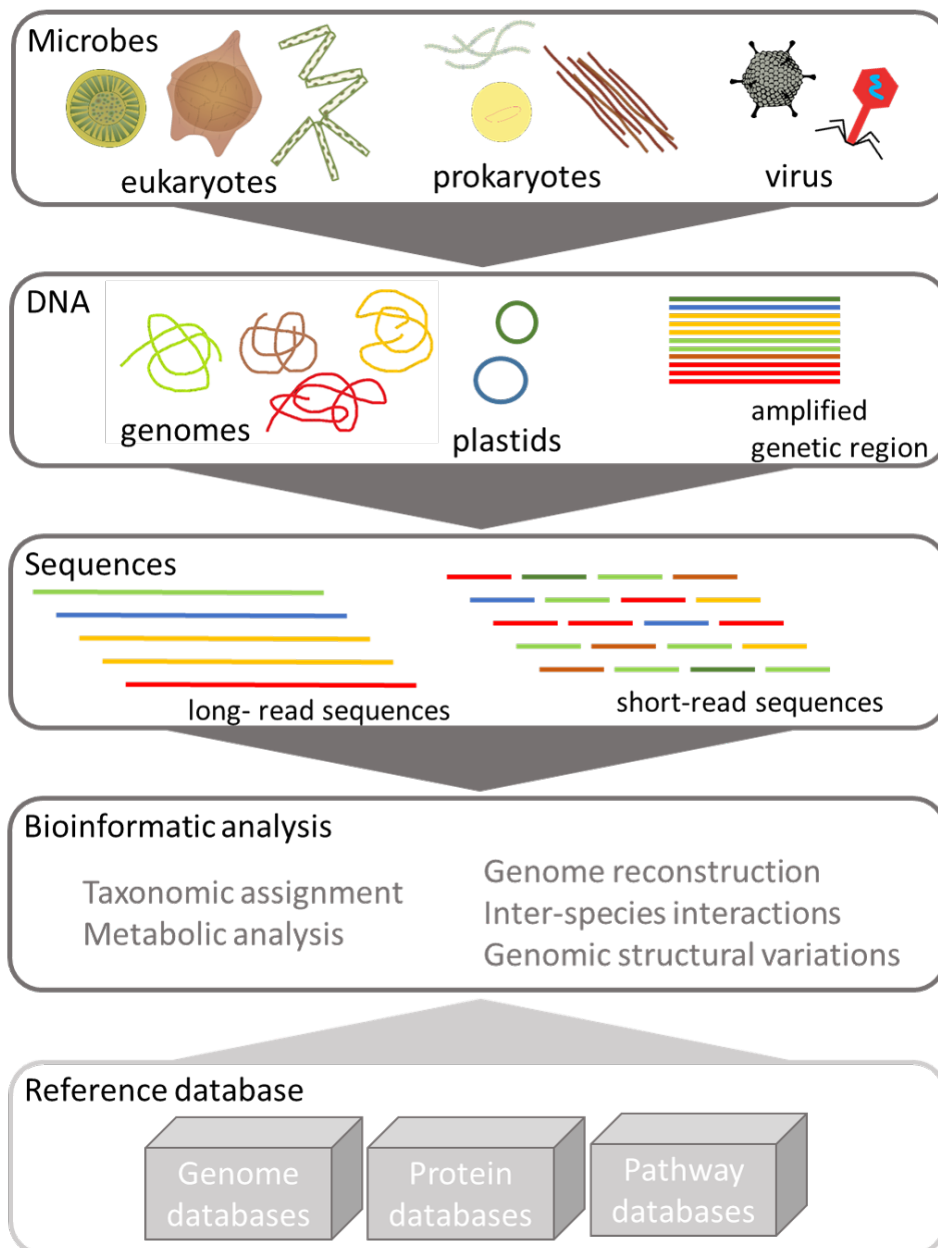 Microbes
eukaryotes
prokaryotes
virus
DNA
genomes
plastids
amplified
genetic region
Sequences
long- read sequences
short-read sequences
Bioinformatic analysis
Taxonomic assignment
Metabolic analysis
Genome reconstruction
Inter-species interactions
Genomic structural variations
Reference database
Genome
databases
Protein
databases
Pathway
databases